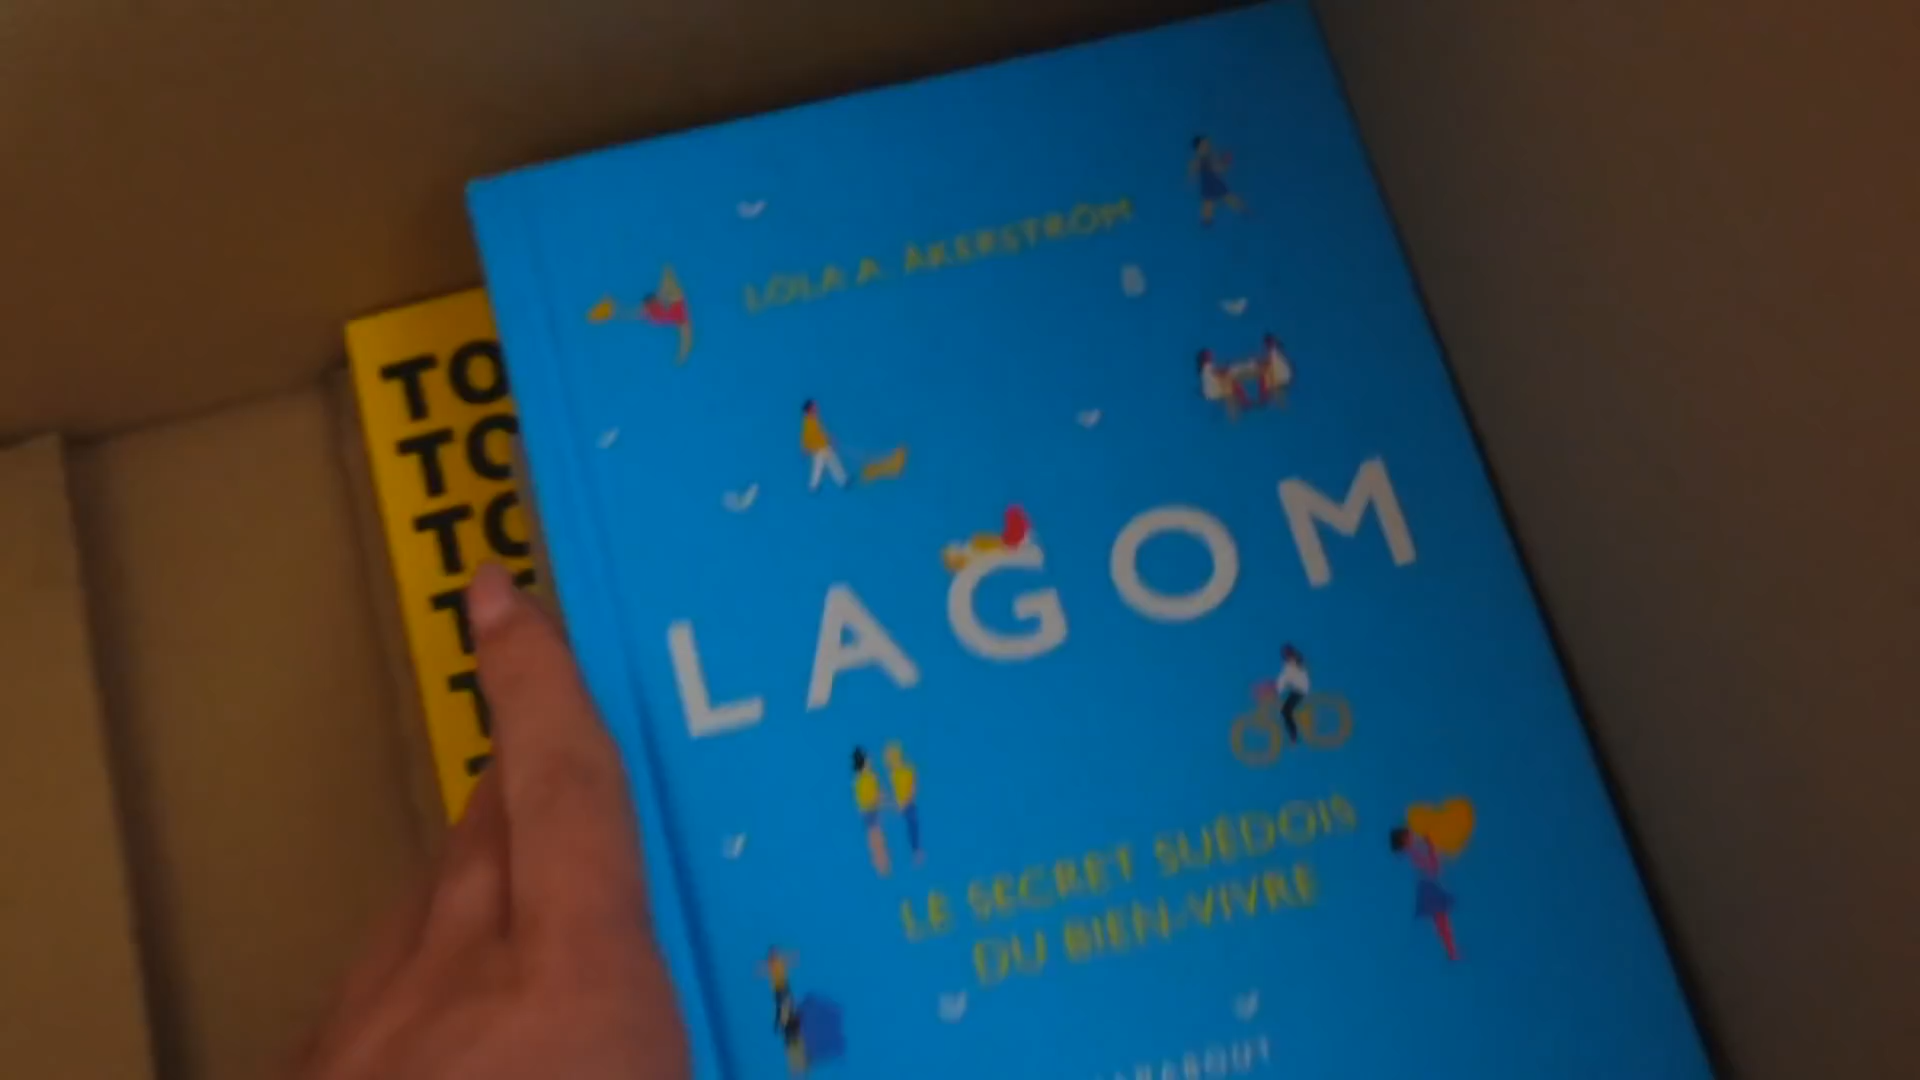 LOLA A. ÅKERSTRÖM
LAGOM
LE SECRET SUÉDOIS
DU BIEN-VIVRE
TO
TO
TO